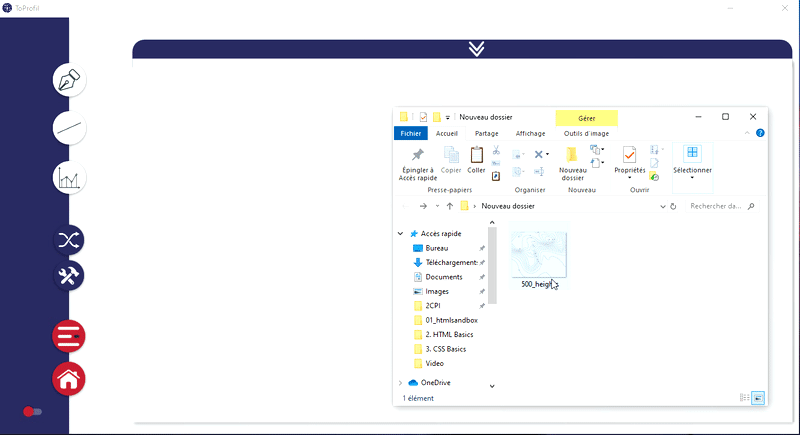 ToProfil
Nouveau dossier
Gérer
Fichier
Accueil
Partage
Affichage
Outils d'image
Épingler à
Accès rapide
Copier
Coller
Nouveau
dossier
Propriétés
Sélectionner
Presse-papiers
Organiser
Nouveau
Ouvrir
Nouveau dossier
Rechercher da...
Accès rapide
Bureau
Téléchargement:
Documents
Images
2CPI
01_htmlsandbox
2. HTML Basics
3. CSS Basics
Video
OneDrive
1 élément